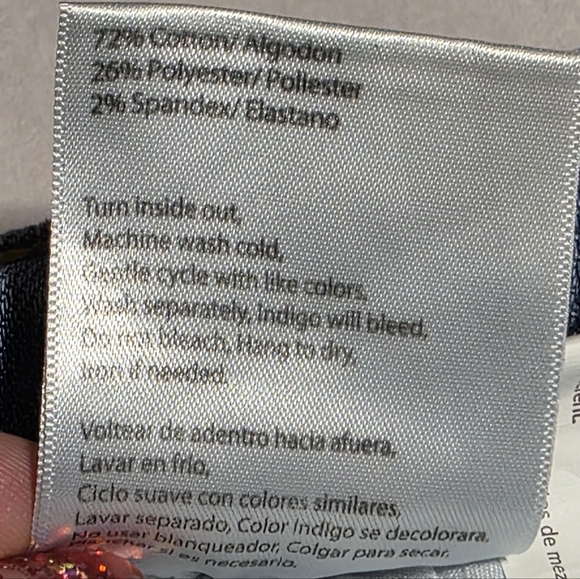 72% Cotton/ Algodon
26% Polyester/ Poliester
2% Spandex/ Elastano
Turn inside out,
Machine wash cold,
Gentle cycle with like colors,
Wash separately, Indigo will bleed,
Do not bleach, Hang to dry,
Iron if needed.
Voltear de adentro hacia afuera,
Lavar en frio,
Ciclo suave con colores similares,
Lavar separado, Color Indigo se decolorara.
No usar blanqueador, Colgar para secar.
si es necesario.